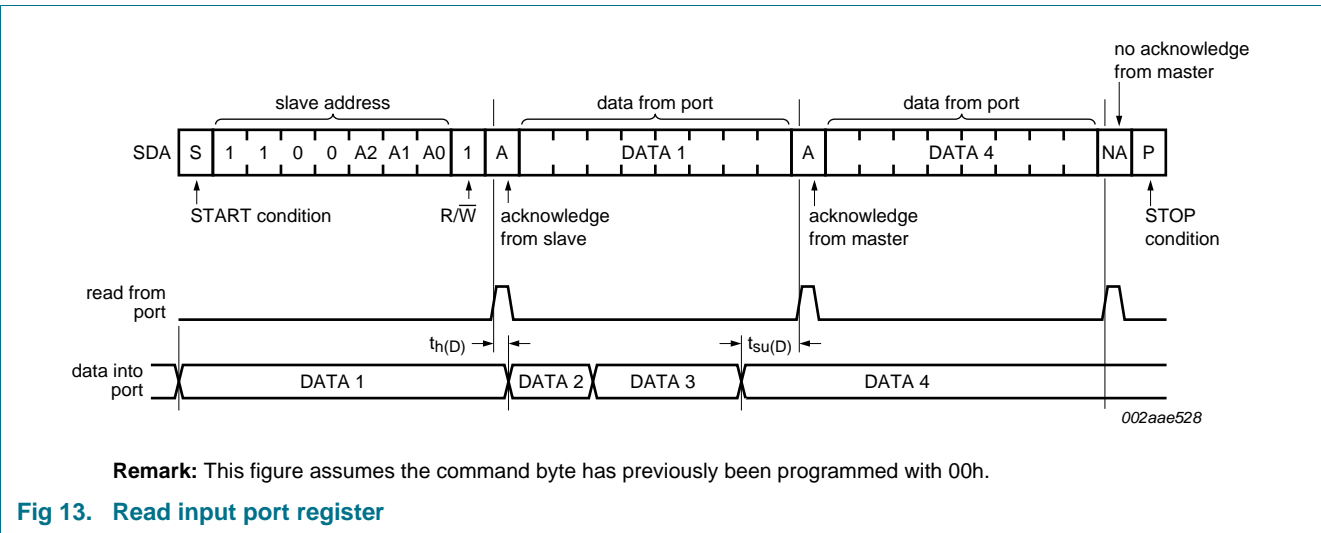 no acknowledge
from master
slave address
data from port
data from port
SDA S 1 1 0 0 A2 A1 A0 1 A DATA 1 A DATA 4 NA P
START condition
R/W̅
acknowledge
from slave
acknowledge
from master
STOP
condition
read from
port
th(D)
tsu(D)
data into
port
DATA 1 DATA 2 DATA 3 DATA 4
002aae528
Remark: This figure assumes the command byte has previously been programmed with 00h.
Fig 13. Read input port register